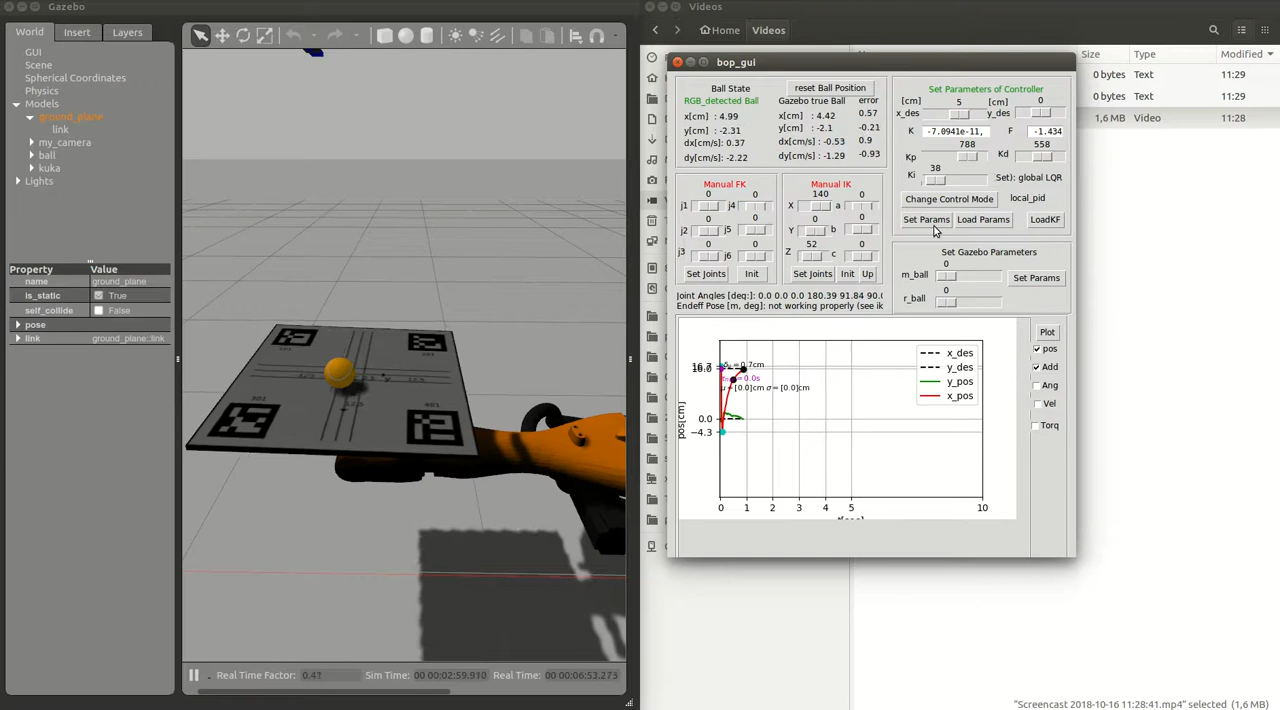 Gazebo
World Insert Layers
GUI
Scene
Spherical Coordinates
Physics
Models
ground_plane
link
my_camera
ball
kuka
Lights
Property Value
name ground_plane
is_static True
self_collide False
pose
link ground_plane::link
Real Time Factor: 0.41 Sim Time: 00 00:02:59.910 Real Time: 00 00:06:53.273
Videos
Home Videos
Size Type Modified
0 bytes Text 11:29
0 bytes Text 11:29
1,6 MB Video 11:28
bop_gui
Ball State reset Ball Position
RGB_detected Ball Gazebo true Ball error
x[cm] : 4.99 x[cm] : 4.42 0.57
y[cm] : -2.31 y[cm] : -2.1 -0.21
dx[cm/s]: 0.37 dx[cm/s] : -0.53 0.9
dy[cm/s]: -2.22 dy[cm/s] : -1.29 -0.93
Set Parameters of Controller
[cm] 5 [cm] 0
x_des y_des
K -7.0941e-11, F -1.434
788 558
Kp Kd
38
Ki Set): global LQR
Change Control Mode local_pid
Set Params Load Params LoadKF
Manual FK
0 0
j1 j4
0 0
j2 j5
0 0
j3 j6
Set Joints Init
Manual IK
140 0
X a
0 0
Y b
52 0
Z c
Set Joints Init Up
Set Gazebo Parameters
0
m_ball Set Params
0
r_ball
Joint Angles [deg:]: 0.0 0.0 0.0 180.39 91.84 90.0
Endeff Pose [m, deg]: not working properly (see ik
Plot
pos
Add
Ang
Vel
Torq
x_des
y_des
y_pos
x_pos
pos[cm]
0.0
−4.3
0 1 2 3 4 5 10
"Screencast 2018-10-16 11:28:41.mp4" selected (1,6 MB)